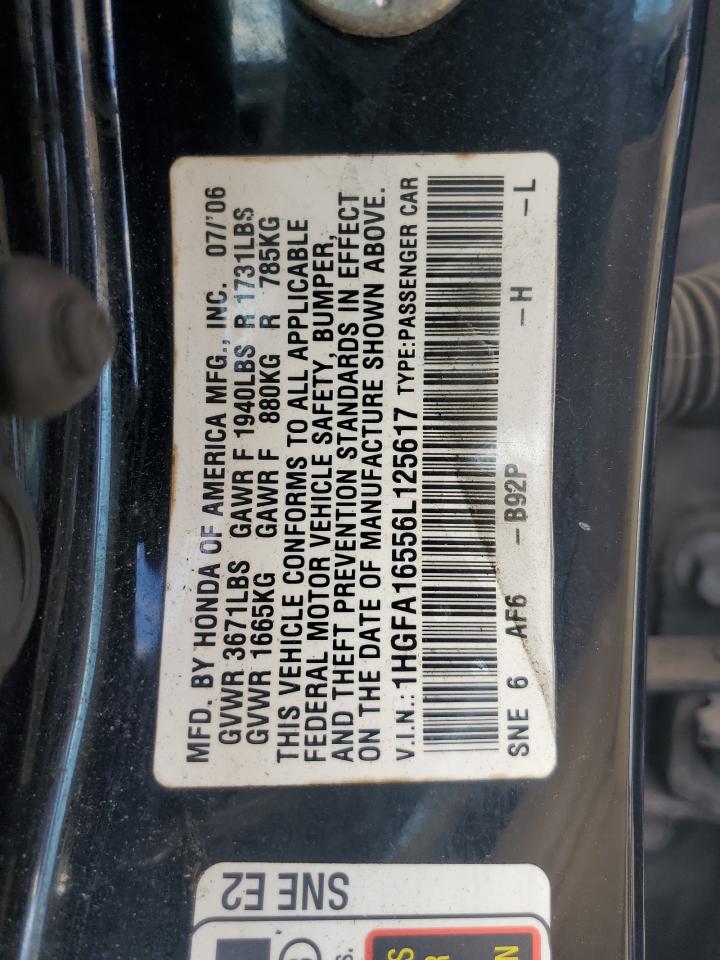 MFD. BY HONDA OF AMERICA MFG., INC. 07/'06
GVWR 3671LBS GAWR F 1940LBS R 1731LBS
GVWR 1665KG GAWR F 880KG R 785KG
THIS VEHICLE CONFORMS TO ALL APPLICABLE
FEDERAL MOTOR VEHICLE SAFETY, BUMPER,
AND THEFT PREVENTION STANDARDS IN EFFECT
ON THE DATE OF MANUFACTURE SHOWN ABOVE.
V.I.N.: 1HGFA16556L125617 TYPE:PASSENGER CAR
SNE 6 AF6 -B92P -H -L
SNE E2